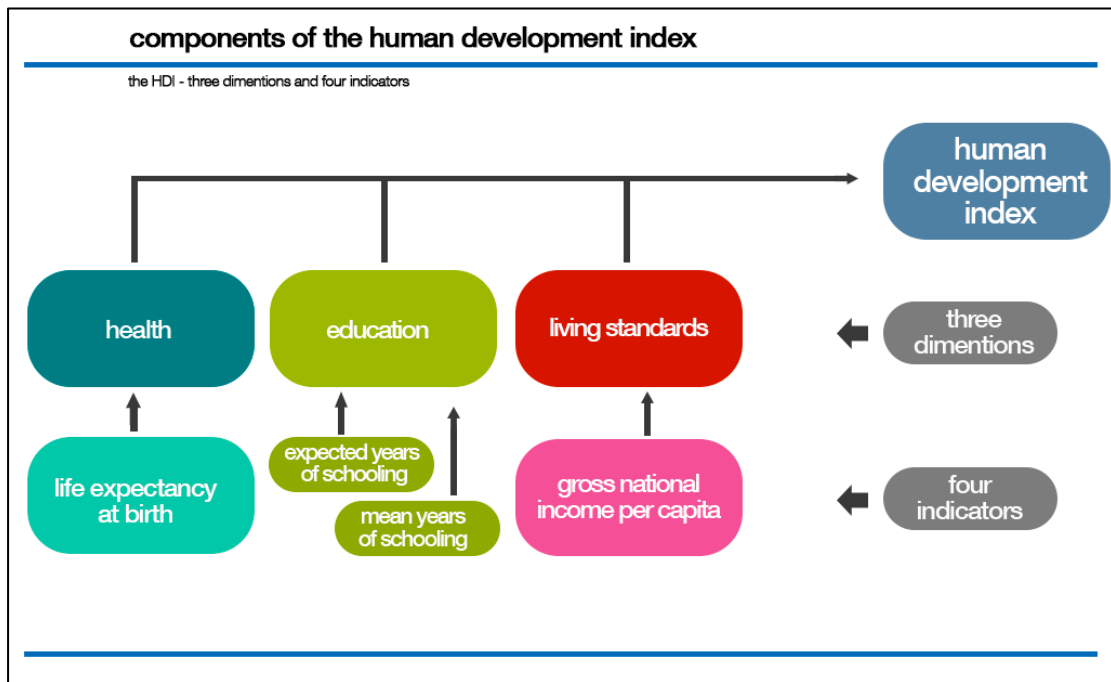 components of the human development index
the HDI - three dimentions and four indicators
human
development
index
health
education
living standards
three
dimentions
life expectancy
at birth
expected years
of schooling
mean years
of schooling
gross national
income per capita
four
indicators